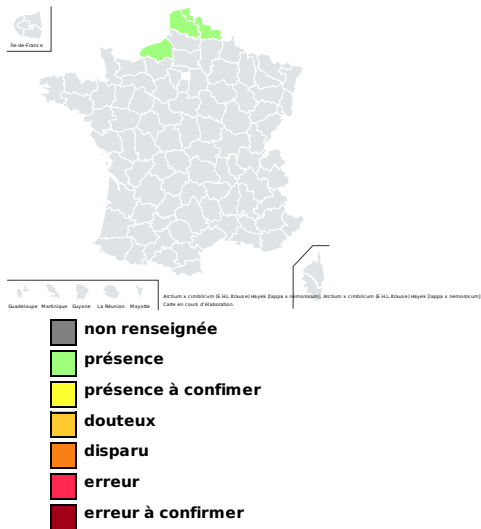 Île-de-France
Guadeloupe Martinique Guyane La Réunion Mayotte
Arctium x cimbricum (E.H.L.Krause) Hayek [lappa x nemorosum], Arctium x cimbricum (E.H.L.Krause) Hayek [lappa x nemorosum]
Carte en cours d'élaboration.
non renseignée
présence
présence à confimer
douteux
disparu
erreur
erreur à confirmer